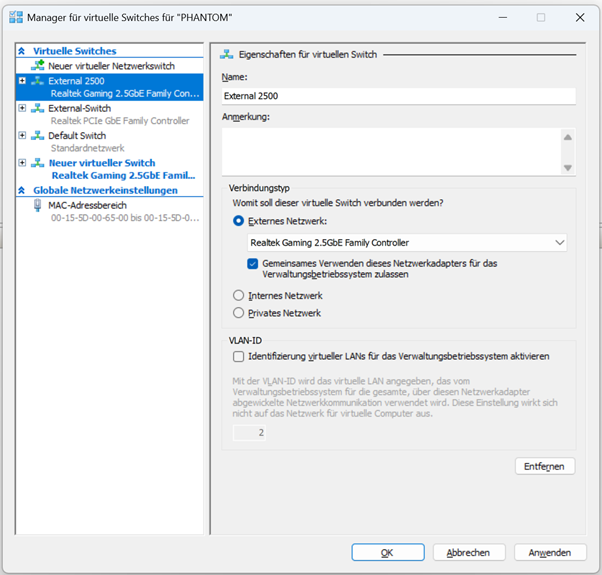 Manager für virtuelle Switches für "PHANTOM"
Virtuelle Switches
Neuer virtueller Netzwerkswitch
External 2500
Realtek Gaming 2.5GbE Family Con...
External-Switch
Realtek PCIe GbE Family Controller
Default Switch
Standardnetzwerk
Neuer virtueller Switch
Realtek Gaming 2.5GbE Famil...
Globale Netzwerkeinstellungen
MAC-Adressbereich
00-15-5D-00-65-00 bis 00-15-5D-0...
Eigenschaften für virtuellen Switch
Name:
External 2500
Anmerkung:
Verbindungstyp
Womit soll dieser virtuelle Switch verbunden werden?
Externes Netzwerk:
Realtek Gaming 2.5GbE Family Controller
Gemeinsames Verwenden dieses Netzwerkadapters für das
Verwaltungsbetriebssystem zulassen
Internes Netzwerk
Privates Netzwerk
VLAN-ID
Identifizierung virtueller LANs für das Verwaltungsbetriebssystem aktivieren
Mit der VLAN-ID wird das virtuelle LAN angegeben, das vom
Verwaltungsbetriebssystem für die gesamte, über diesen Netzwerkadapter
abgewickelte Netzwerkkommunikation verwendet wird. Diese Einstellung wirkt sich
nicht auf das Netzwerk für virtuelle Computer aus.
2
Entfernen
OK
Abbrechen
Anwenden